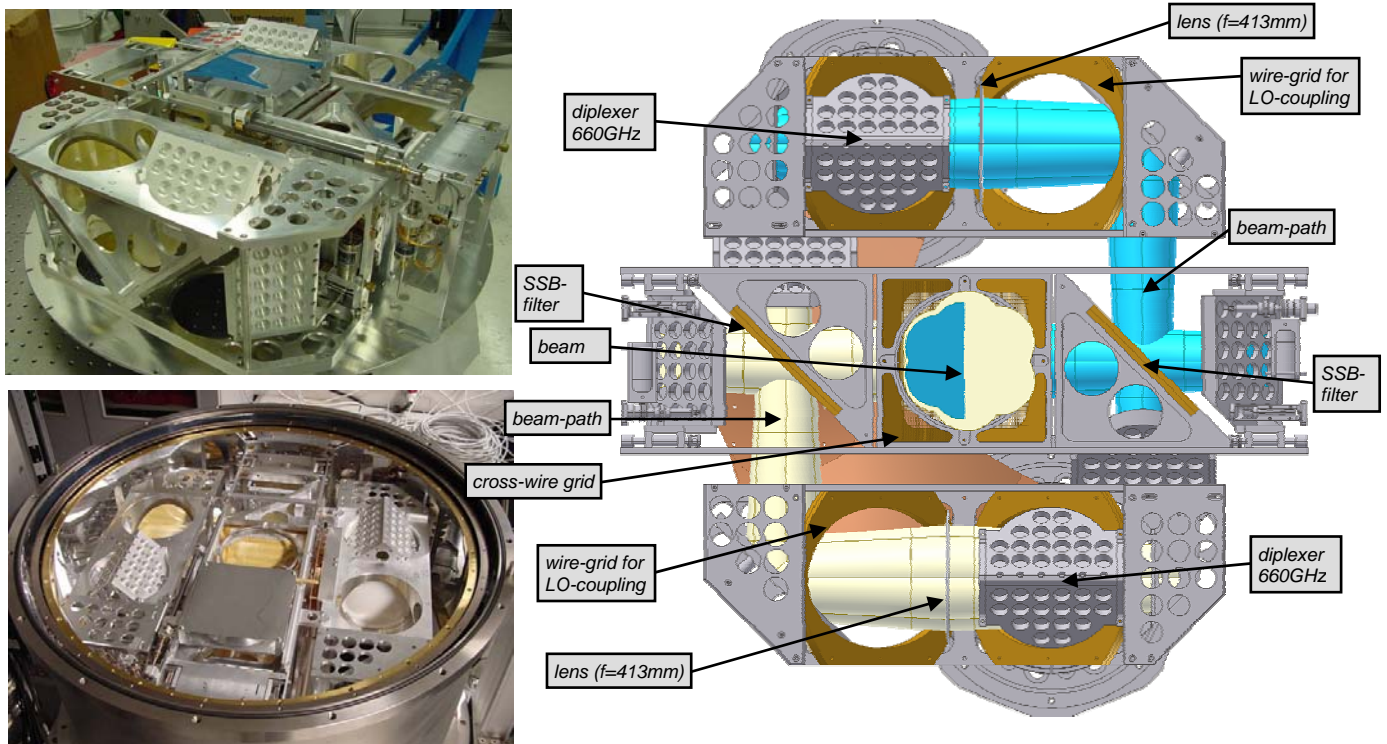 lens (f=413mm)
wire-grid for
LO-coupling
diplexer
660GHz
beam-path
SSB-
filter
beam
SSB-
filter
beam-path
cross-wire grid
wire-grid for
LO-coupling
diplexer
660GHz
lens (f=413mm)